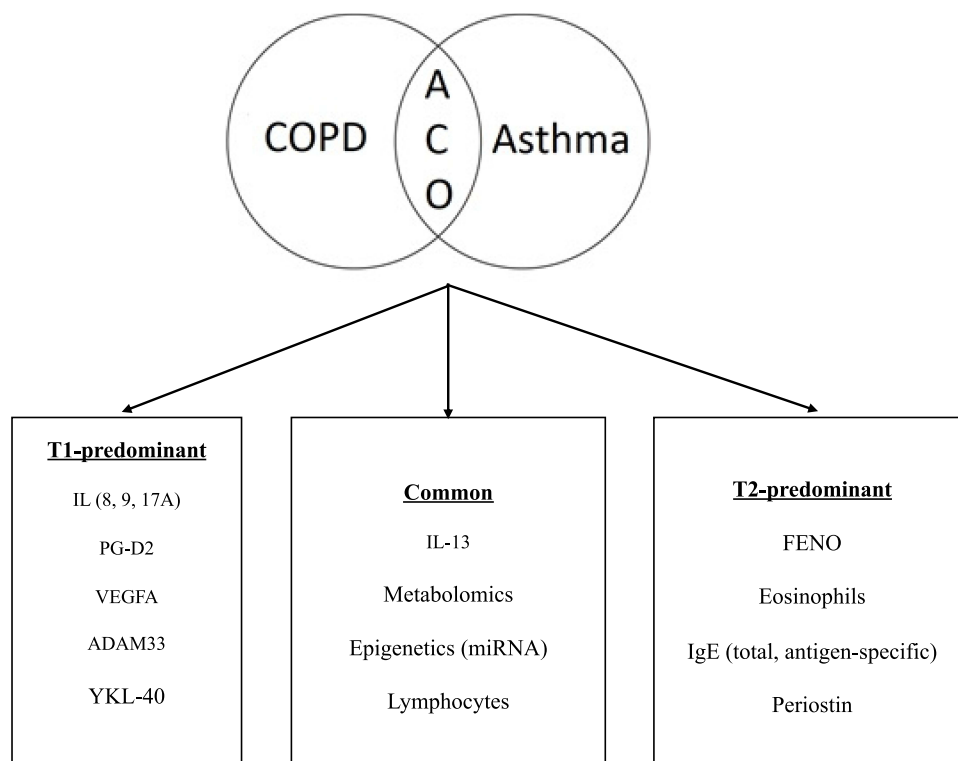 COPD
A
C
O
Asthma
T1-predominant
IL (8, 9, 17A)
PG-D2
VEGFA
ADAM33
YKL-40
Common
IL-13
Metabolomics
Epigenetics (miRNA)
Lymphocytes
T2-predominant
FENO
Eosinophils
IgE (total, antigen-specific)
Periostin